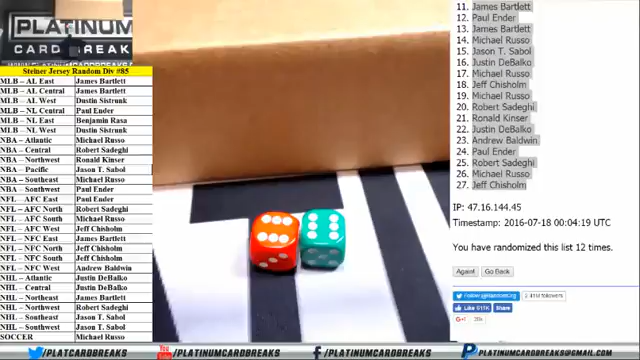 PLATINUM
CARD BREAKS
Steiner Jersey Random Div #85
MLB – AL East James Bartlett
MLB – AL Central James Bartlett
MLB – AL West Dustin Sistrunk
MLB – NL Central Paul Ender
MLB – NL East Benjamin Rasa
MLB – NL West Dustin Sistrunk
NBA – Atlantic Michael Russo
NBA – Central Robert Sadeghi
NBA – Northwest Ronald Kinser
NBA – Pacific Jason T. Sabol
NBA – Southeast Michael Russo
NBA – Southwest Paul Ender
NFL – AFC East Paul Ender
NFL – AFC North Robert Sadeghi
NFL – AFC South Michael Russo
NFL – AFC West Jeff Chisholm
NFL – NFC East James Bartlett
NFL – NFC North Jeff Chisholm
NFL – NFC South Jeff Chisholm
NFL – NFC West Andrew Baldwin
NHL – Atlantic Justin DeBalko
NHL – Central Justin DeBalko
NHL – Northeast James Bartlett
NHL – Northwest Robert Sadeghi
NHL – Southeast Jason T. Sabol
NHL – Southwest Jason T. Sabol
SOCCER Michael Russo
11. James Bartlett
12. Paul Ender
13. James Bartlett
14. Michael Russo
15. Jason T. Sabol
16. Justin DeBalko
17. Michael Russo
18. Jeff Chisholm
19. Michael Russo
20. Robert Sadeghi
21. Ronald Kinser
22. Justin DeBalko
23. Andrew Baldwin
24. Paul Ender
25. Robert Sadeghi
26. Michael Russo
27. Jeff Chisholm
IP: 47.16.144.45
Timestamp: 2016-07-18 00:04:19 UTC
You have randomized this list 12 times.
Again! Go Back
Follow @RandomOrg 2.41M followers
Like 917K Share
G+1
/PLATCARDBREAKS
/PLATINUMCARDBREAKS
/PLATINUMCARDBREAKS
/PLATINUMCARDBREAKS